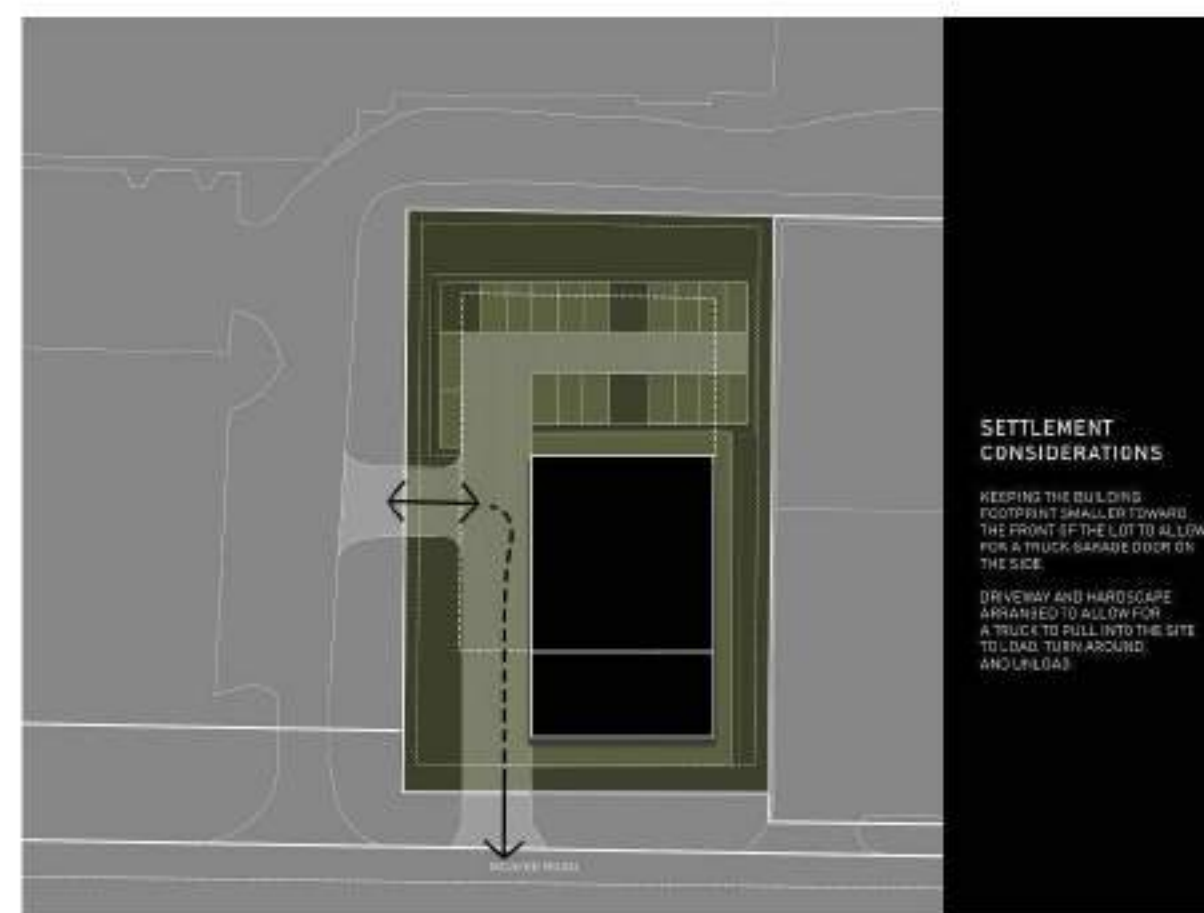 SETTLEMENT
CONSIDERATIONS
KEEPING THE BUILDING
FOOTPRINT SMALLER TOWARD
THE FRONT OF THE LOT TO ALLOW
FOR A TRUCK GARAGE DOOR ON
THE SIDE.
DRIVEWAY AND HARDSCAPE
ARRANGED TO ALLOW FOR
A TRUCK TO PULL INTO THE SITE
TO LOAD, TURN AROUND,
AND UNLOAD
ROAD